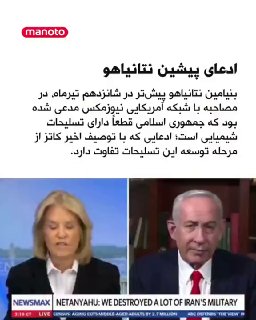 manoto
ادعای پیشین نتانیاهو
بنیامین نتانیاهو پیش‌تر در شانزدهم تیرماه، در
مصاحبه با شبکه آمریکایی نیوزمکس مدعی شده
بود که جمهوری اسلامی قطعاً دارای تسلیحات
شیمیایی است؛ ادعایی که با توصیف اخیر کاتز از
مرحله توسعه این تسلیحات تفاوت دارد.
NEWSMAX
NETANYAHU: WE DESTROYED A LOT OF IRAN'S MILITARY